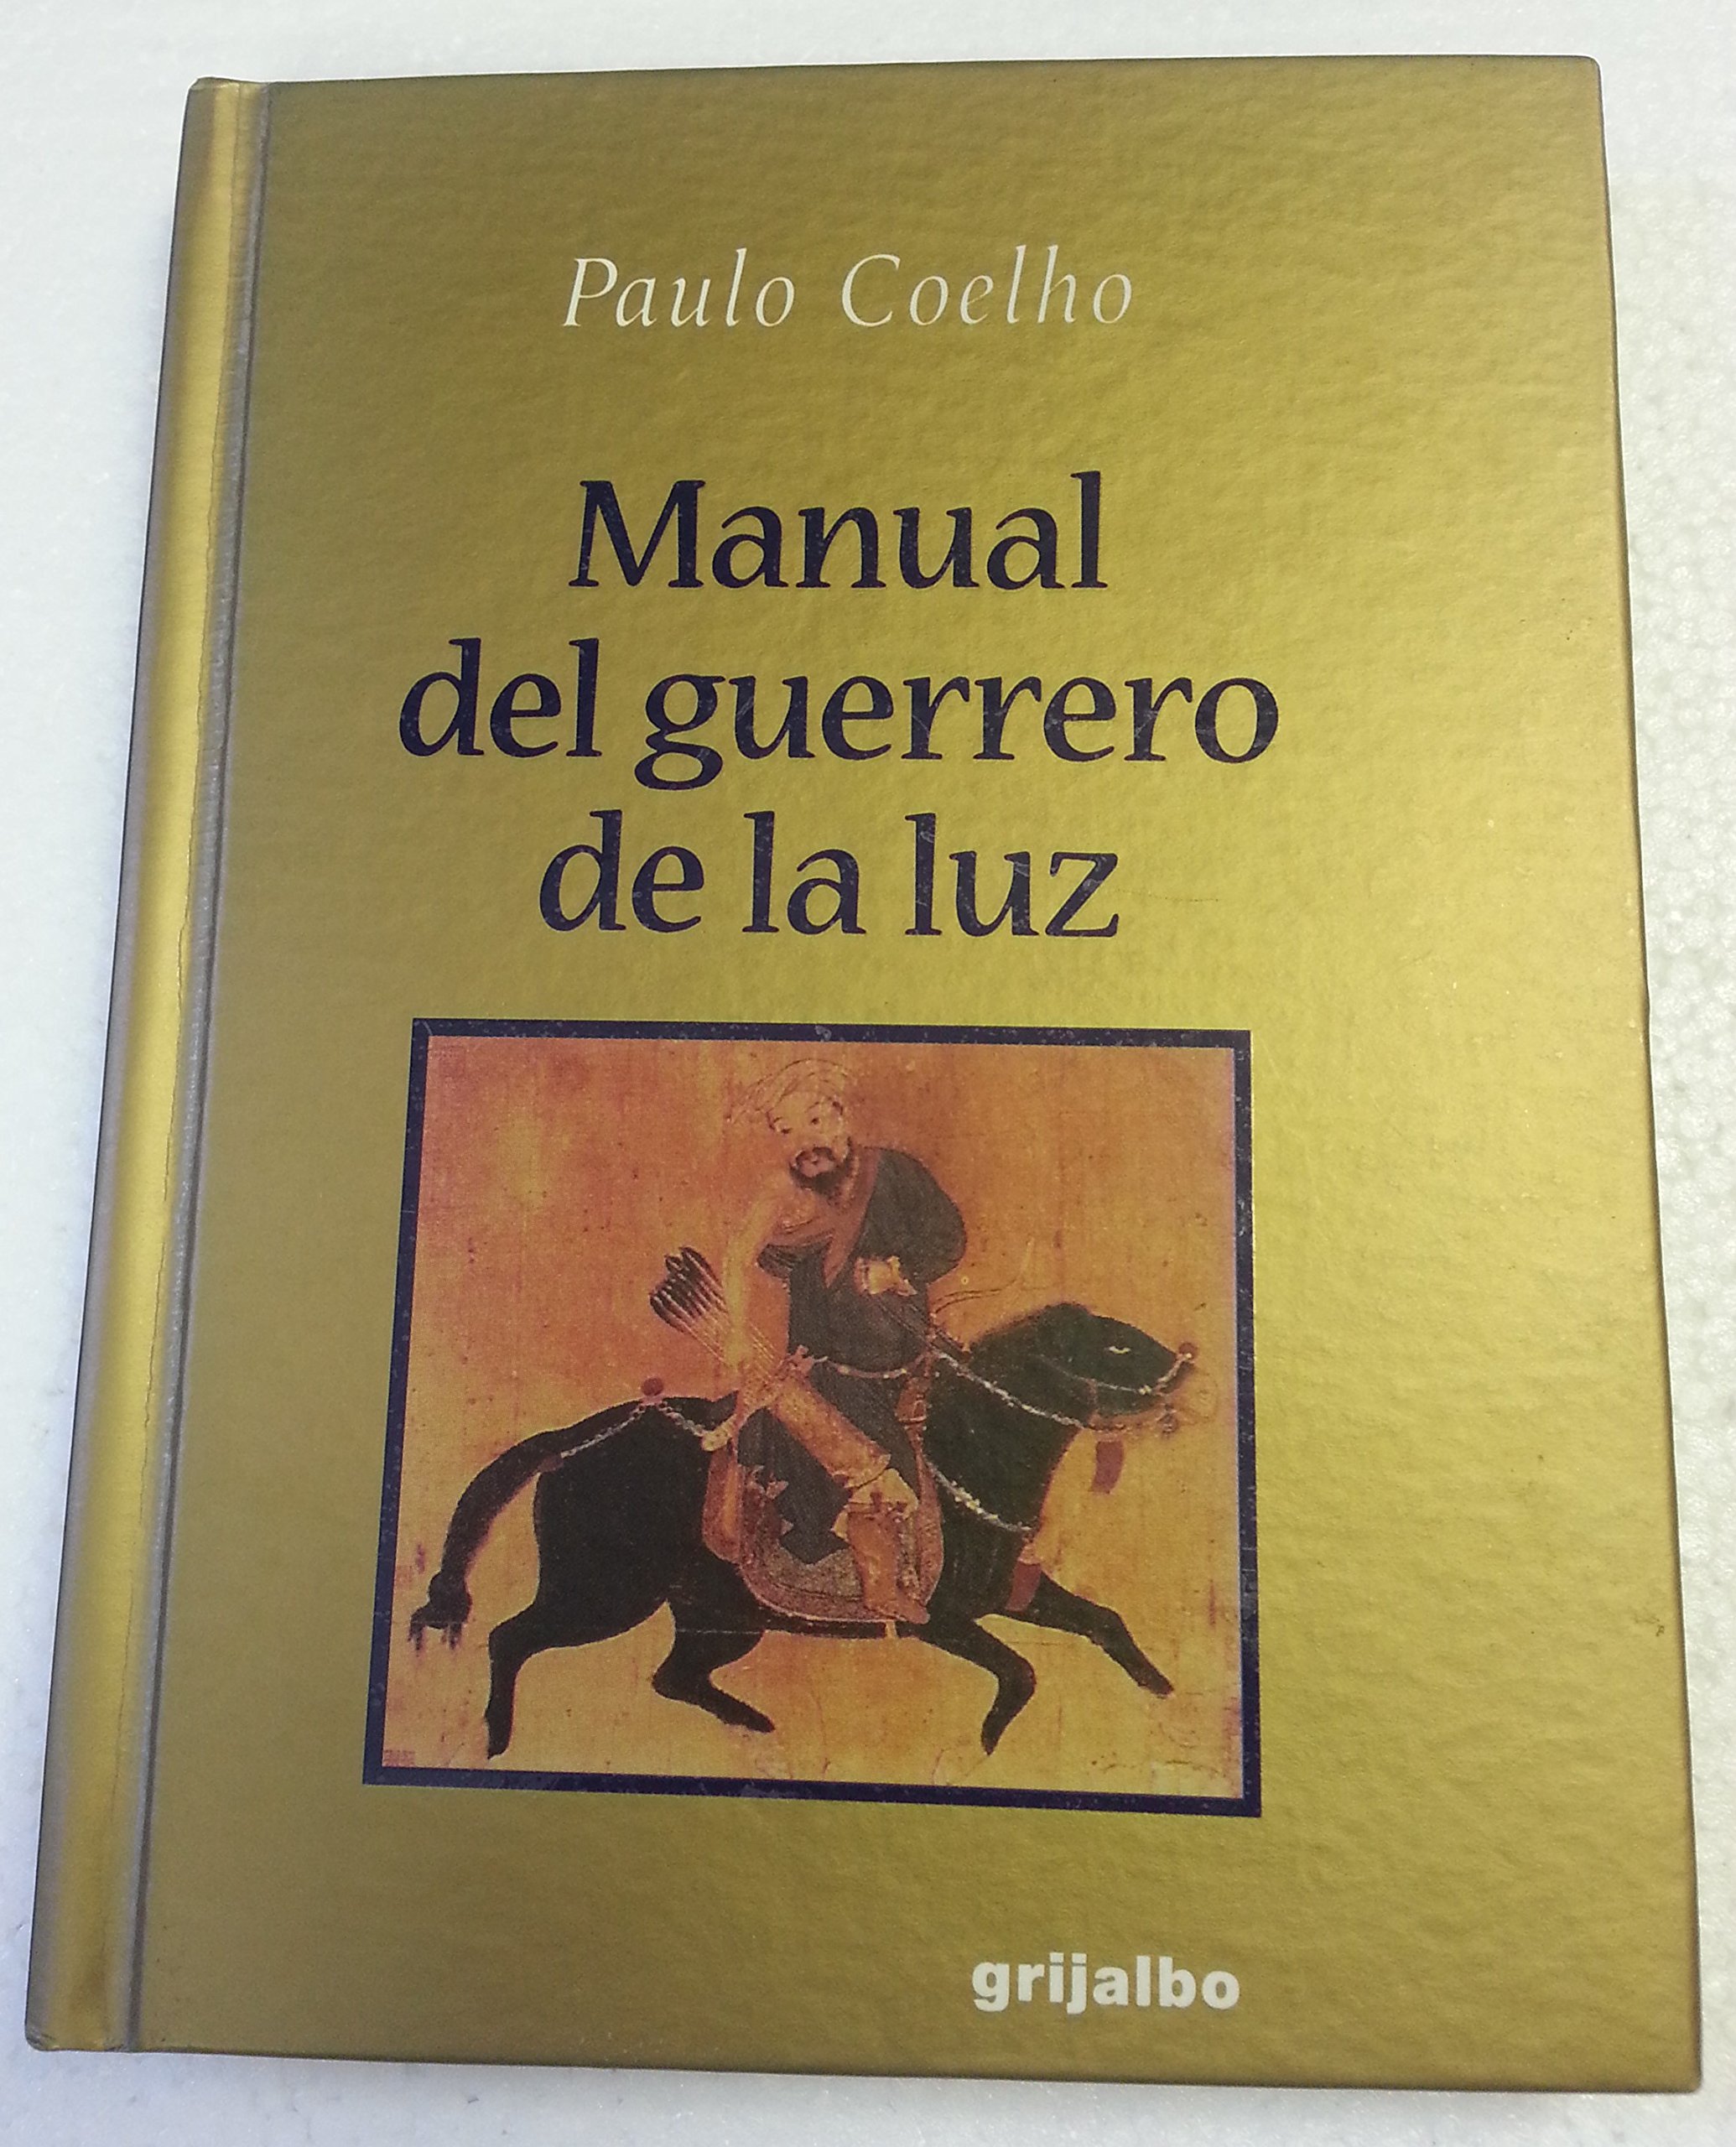 Paulo Coelho
Manual
del guerrero
de la luz
grijalbo